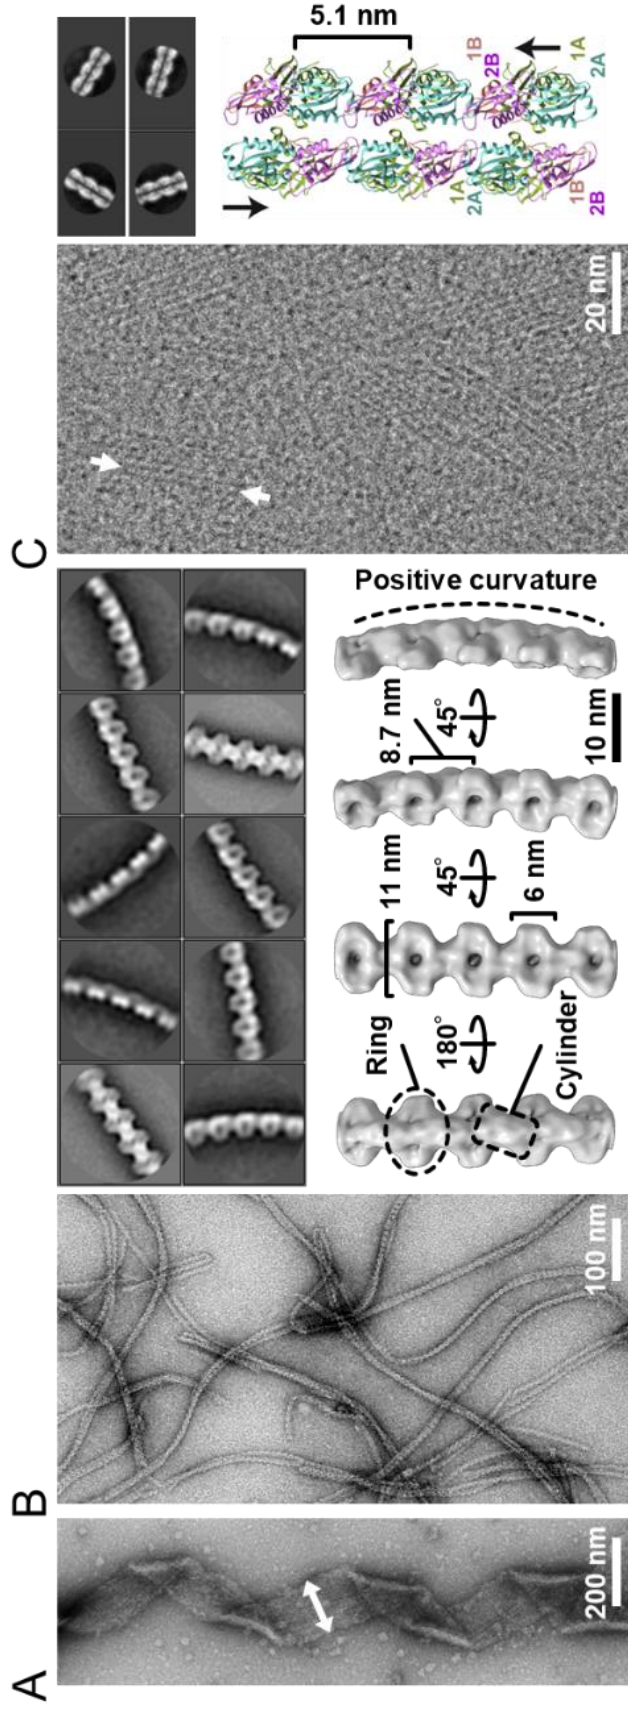 A
200 nm
B
100 nm
Ring
180°
Cylinder
11 nm
45°
6 nm
8.7 nm
45°
10 nm
Positive curvature
C
20 nm
5.1 nm
1A
2A
1B
2B
1B
2B
1A
2A